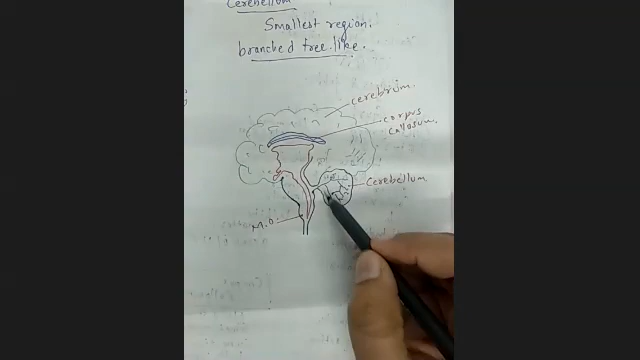 Cerebellum
Smallest region.
branched tree like.
Cerebrum.
Corpus
callosum.
Cerebellum
M.O.